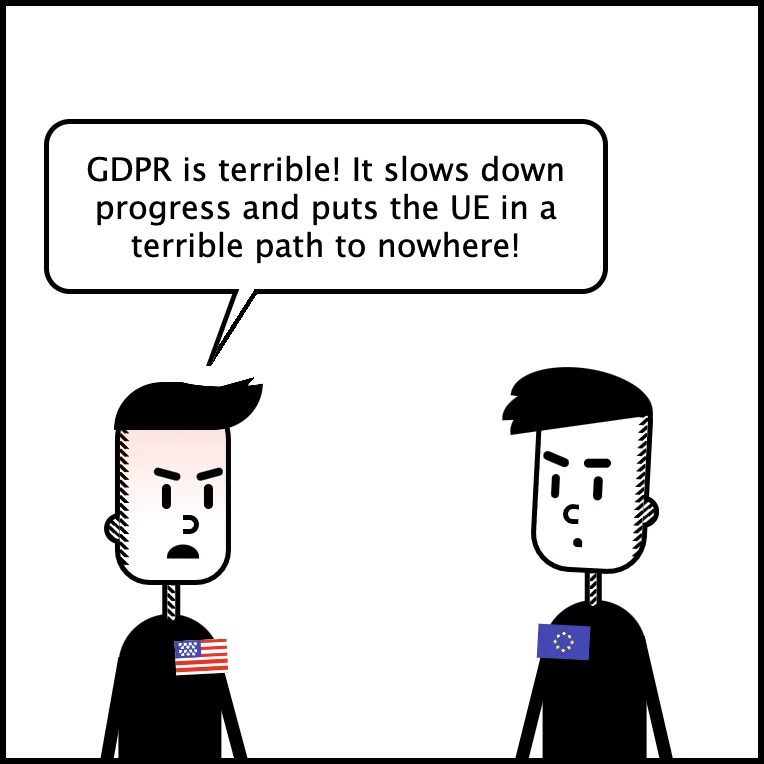 GDPR is terrible! It slows down
progress and puts the UE in a
terrible path to nowhere!